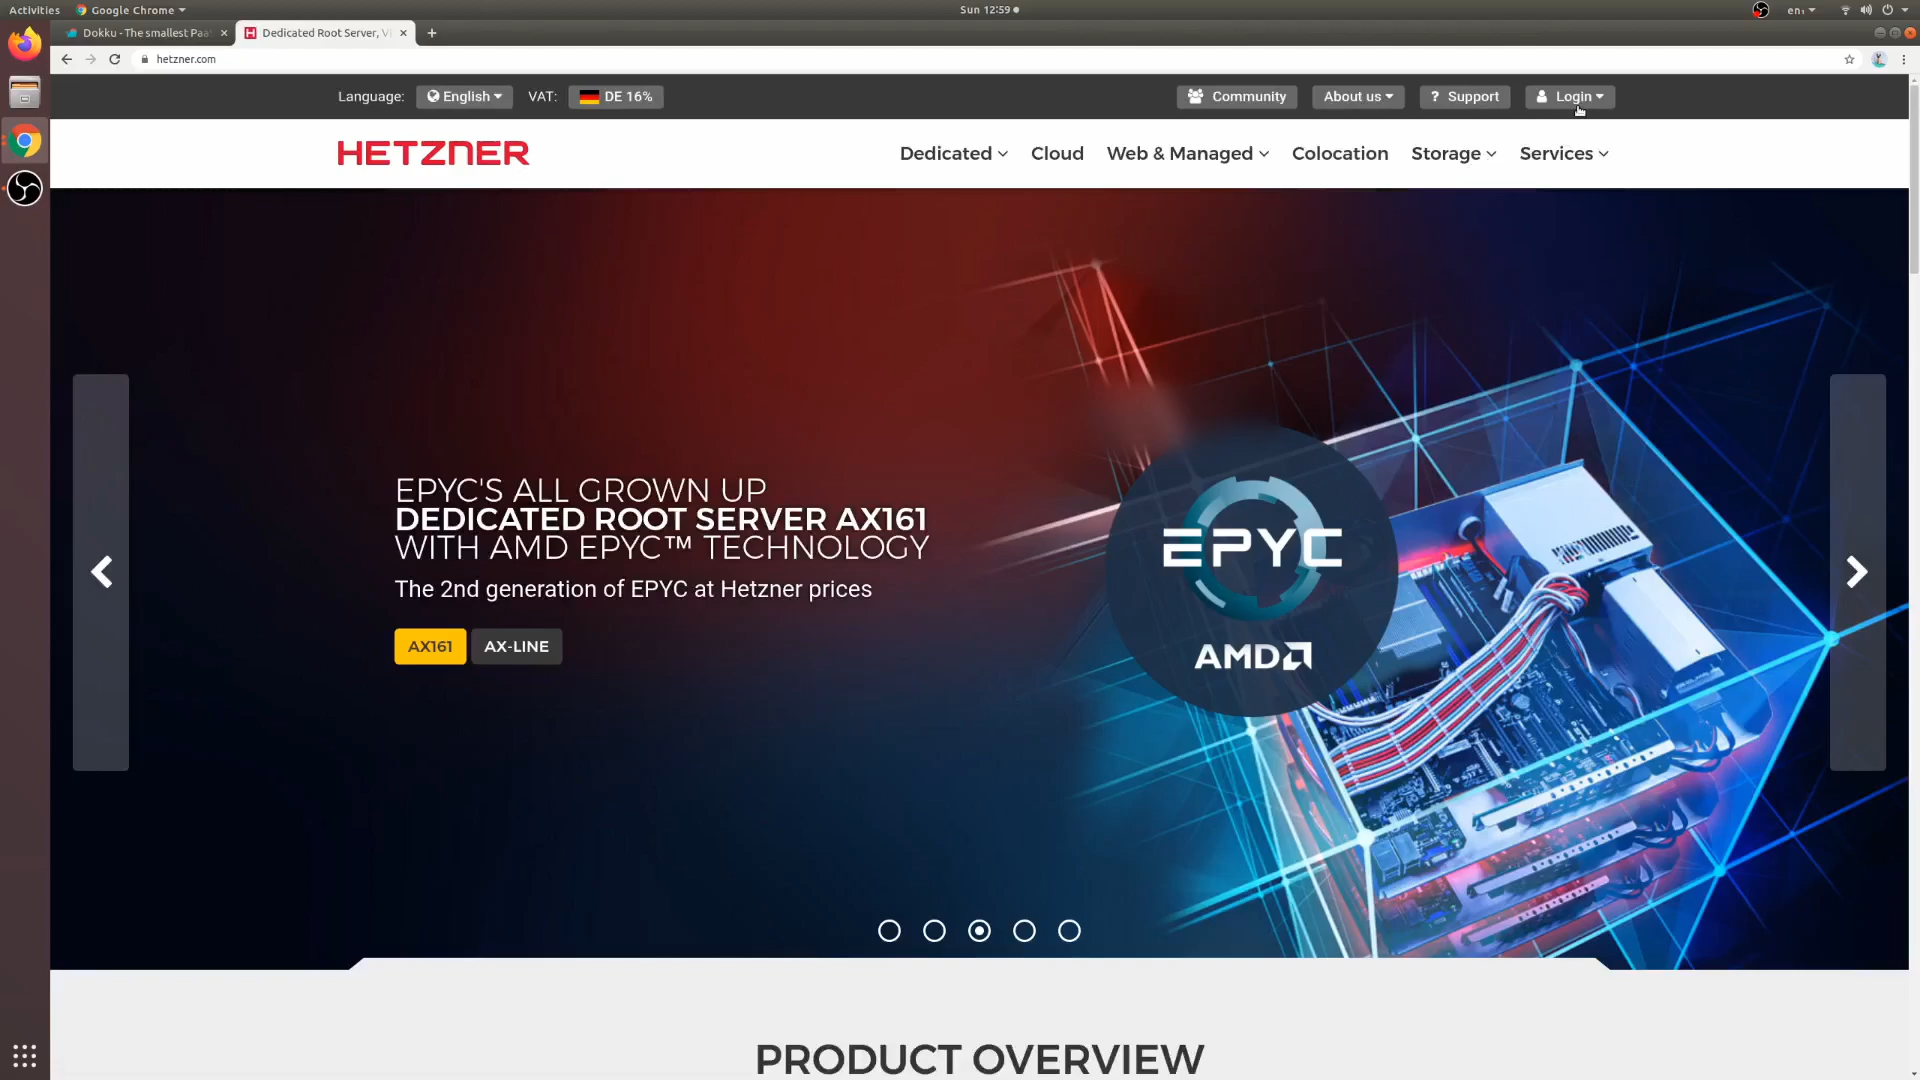 Activities
Google Chrome
Sun 12:59
en₁
Dokku - The smallest Paa
Dedicated Root Server, V
hetzner.com
Language:
English
VAT:
DE 16%
Community
About us
? Support
Login
HETZNER
Dedicated
Cloud
Web & Managed
Colocation
Storage
Services
EPYC'S ALL GROWN UP
DEDICATED ROOT SERVER AX161
WITH AMD EPYC™ TECHNOLOGY
The 2nd generation of EPYC at Hetzner prices
AX161
AX-LINE
EPYC
AMD
PRODUCT OVERVIEW